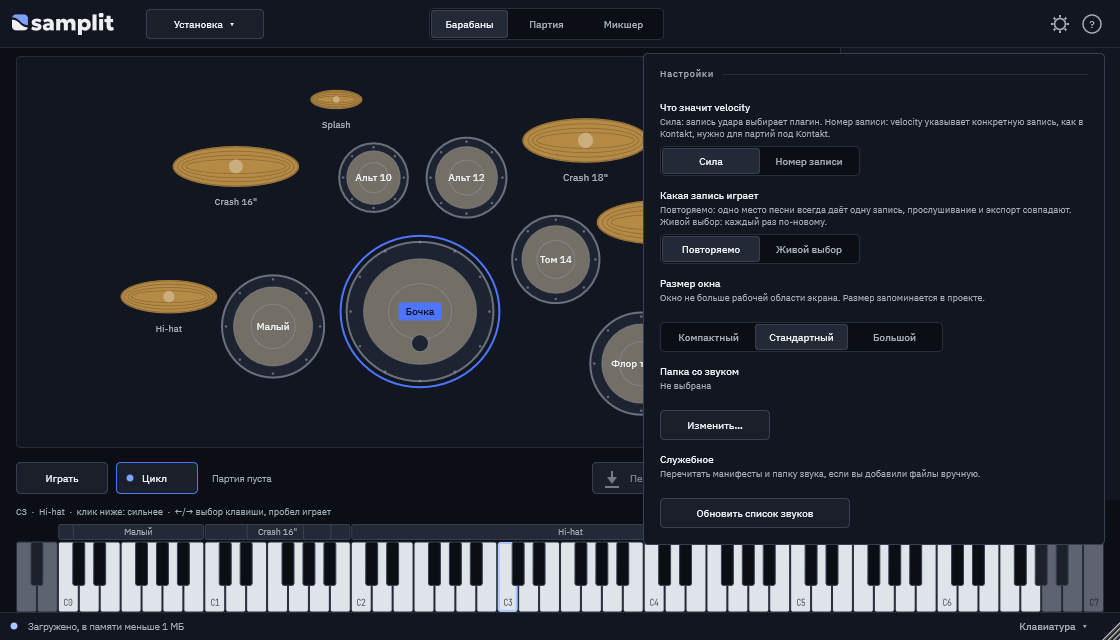 samplit
Установка
Барабаны
Партия
Микшер
?
Splash
Crash 16"
Альт 10
Альт 12
Crash 18"
Том 14
Hi-hat
Малый
Бочка
Флор т
Настройки
Что значит velocity
Сила: запись удара выбирает плагин. Номер записи: velocity указывает конкретную запись, как в
Kontakt, нужно для партий под Kontakt.
Сила
Номер записи
Какая запись играет
Повторяемо: одно место песни всегда даёт одну запись, прослушивание и экспорт совпадают.
Живой выбор: каждый раз по-новому.
Повторяемо
Живой выбор
Размер окна
Окно не больше рабочей области экрана. Размер запоминается в проекте.
Компактный
Стандартный
Большой
Папка со звуком
Не выбрана
Изменить...
Служебное
Перечитать манифесты и папку звука, если вы добавили файлы вручную.
Обновить список звуков
Играть
Цикл
Партия пуста
Пе
C3 · Hi-hat · клик ниже: сильнее · ←/→ выбор клавиши, пробел играет
Малый
Crash 16"
Hi-hat
C0
C1
C2
C3
C4
C5
C6
C7
Загружено, в памяти меньше 1 МБ
Клавиатура